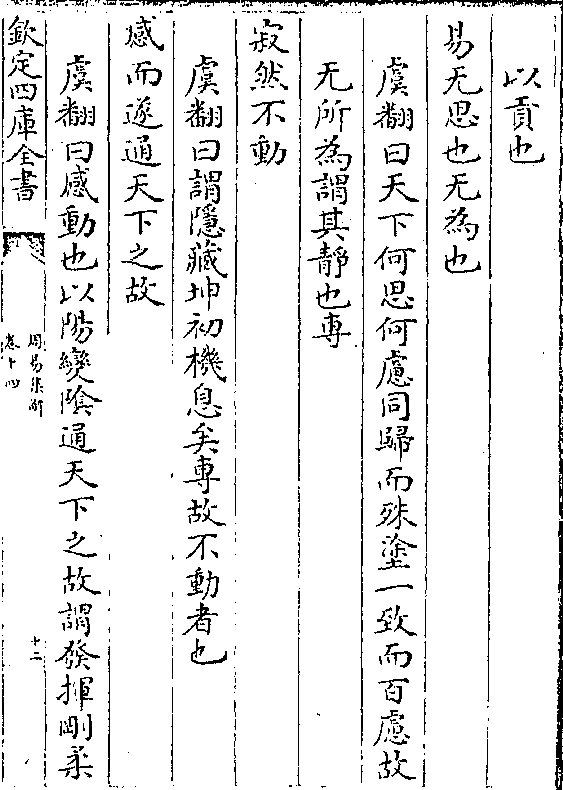 以貢也
易无思也无為也
虞翻曰天下何思何慮同歸而殊塗一致而百慮故
无所為謂其靜也專
寂然不動
虞翻曰謂隱藏坤初機息矣專故不動者也
感而遂通天下之故
虞翻曰感動也以陽變隂通天下之故謂發揮剛柔
欽定四庫全書
周易集解
卷十四
十二